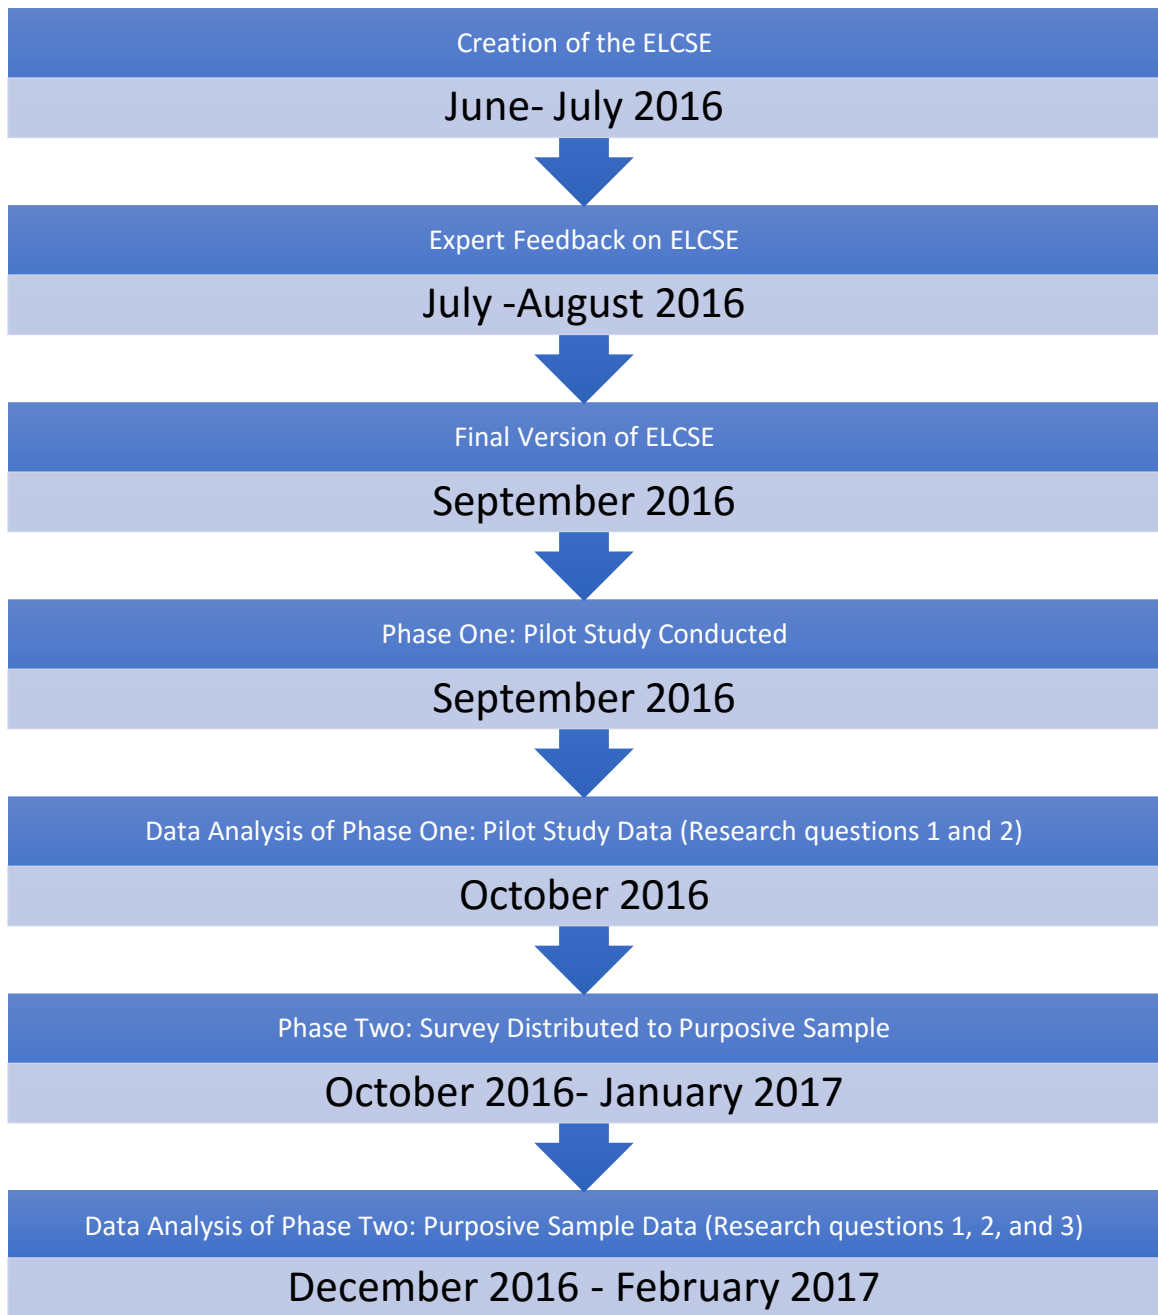 Creation of the ELCSE
June- July 2016
Expert Feedback on ELCSE
July -August 2016
Final Version of ELCSE
September 2016
Phase One: Pilot Study Conducted
September 2016
Data Analysis of Phase One: Pilot Study Data (Research questions 1 and 2)
October 2016
Phase Two: Survey Distributed to Purposive Sample
October 2016- January 2017
Data Analysis of Phase Two: Purposive Sample Data (Research questions 1, 2, and 3)
December 2016 - February 2017